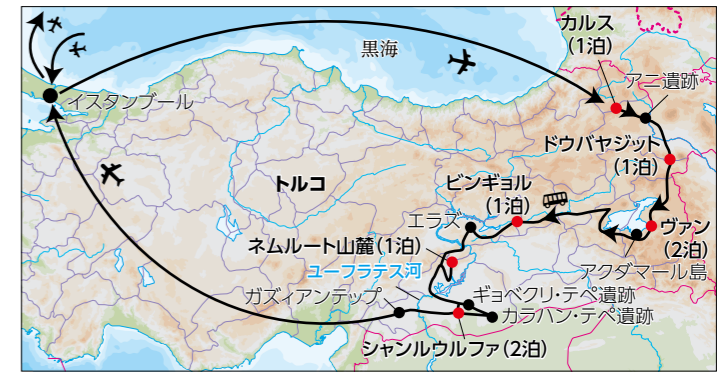 カルス
(1泊)
黒海
アニ遺跡
イスタンブール
ドウバヤジット
(1泊)
トルコ
ビンギョル
(1泊)
エラズ
ヴァン
(2泊)
ネムルート山麓(1泊)
アクダマール島
ユーフラテス河
ガズィアンテップ
ギョベクリ・テペ遺跡
カラハン・テペ遺跡
シャンルウルファ(2泊)